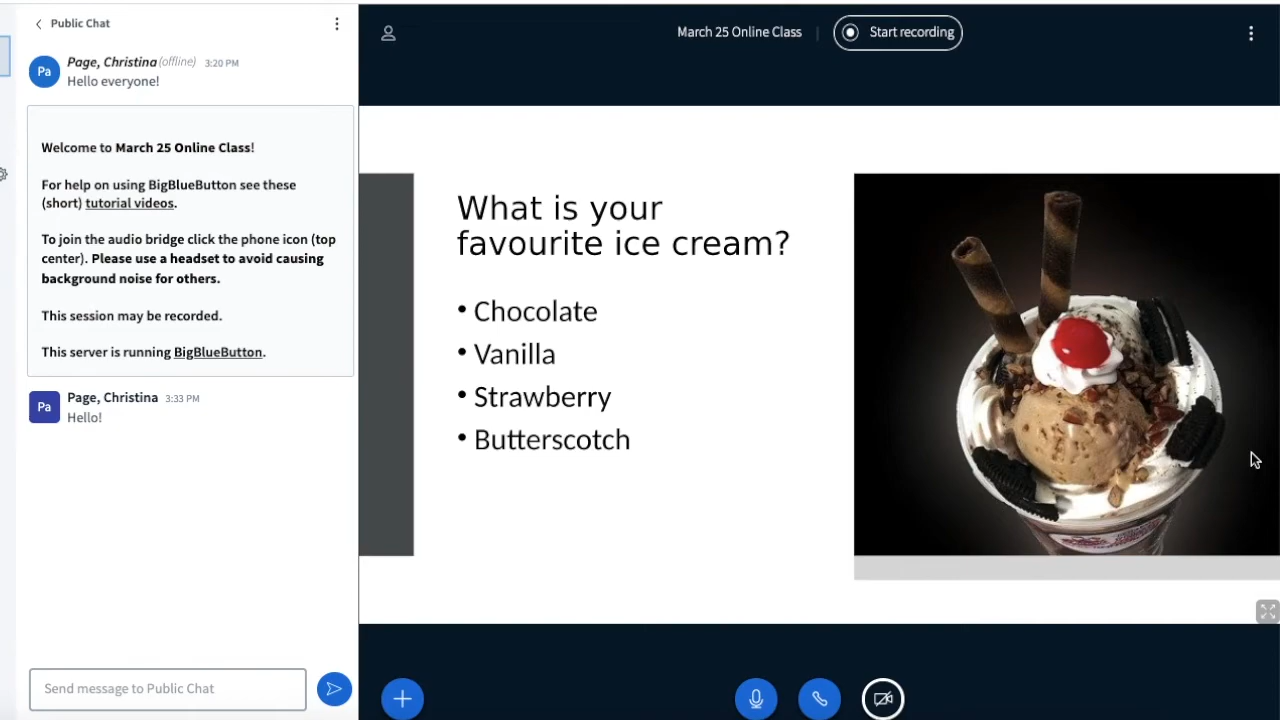 Public Chat
Pa
Page, Christina (offline) 3:20 PM
Hello everyone!
Welcome to March 25 Online Class!
For help on using BigBlueButton see these
(short) tutorial videos.
To join the audio bridge click the phone icon (top
center). Please use a headset to avoid causing
background noise for others.
This session may be recorded.
This server is running BigBlueButton.
Pa
Page, Christina 3:33 PM
Hello!
Send message to Public Chat
March 25 Online Class
Start recording
What is your
favourite ice cream?
• Chocolate
• Vanilla
• Strawberry
• Butterscotch